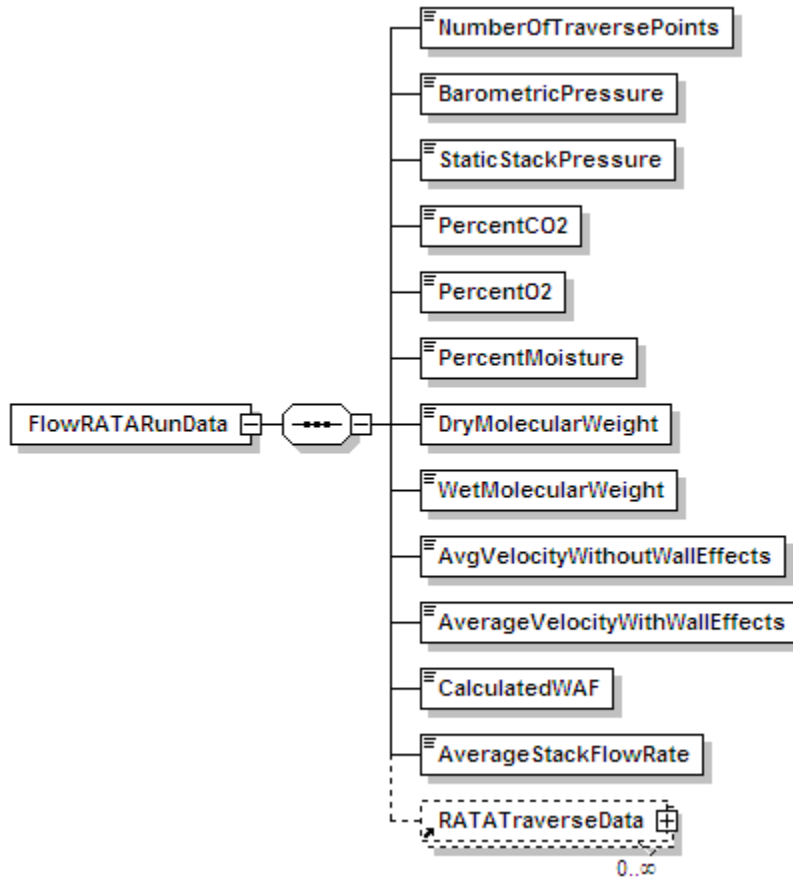 NumberOfTraversePoints
BarometricPressure
StaticStackPressure
PercentCO2
PercentO2
PercentMoisture
FlowRATARunData
DryMolecularWeight
WetMolecularWeight
AvgVelocityWithoutWallEffects
AverageVelocityWithWallEffects
CalculatedWAF
AverageStackFlowRate
RATATraverseData
0..∞